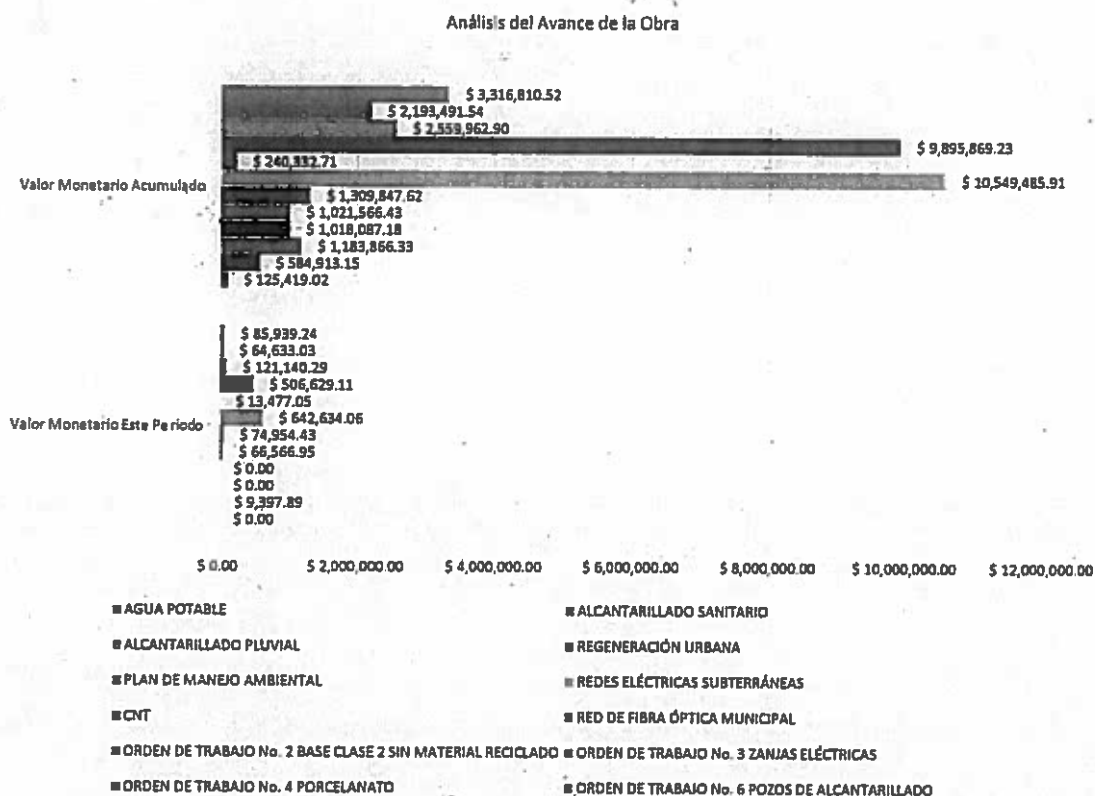 Análisis del Avance de la Obra
$ 3,316,810.52
$ 2,193,491.54
$ 2,559,962.90
$ 9,895,869.23
$ 240,332.71
Valor Monetario Acumulado
$ 10,549,485.91
$ 1,309,847.62
$ 1,021,566.43
$ 1,018,087.18
$ 1,183,866.33
$ 584,913.15
$ 125,419.02
$ 85,939.24
$ 64,633.03
$ 121,140.29
$ 506,629.11
$ 13,477.05
Valor Monetario Este Período
$ 642,634.06
$ 74,954.43
$ 66,566.95
$ 0.00
$ 0.00
$ 9,397.89
$ 0.00
$ 0.00 $ 2,000,000.00 $ 4,000,000.00 $ 6,000,000.00 $ 8,000,000.00 $ 10,000,000.00 $ 12,000,000.00
AGUA POTABLE ALCANTARILLADO SANITARIO
ALCANTARILLADO PLUVIAL REGENERACIÓN URBANA
PLAN DE MANEJO AMBIENTAL REDES ELÉCTRICAS SUBTERRÁNEAS
CNT RED DE FIBRA ÓPTICA MUNICIPAL
ORDEN DE TRABAJO No. 2 BASE CLASE 2 SIN MATERIAL RECICLADO ORDEN DE TRABAJO No. 3 ZANJAS ELÉCTRICAS
ORDEN DE TRABAJO No. 4 PORCELANATO ORDEN DE TRABAJO No. 6 POZOS DE ALCANTARILLADO